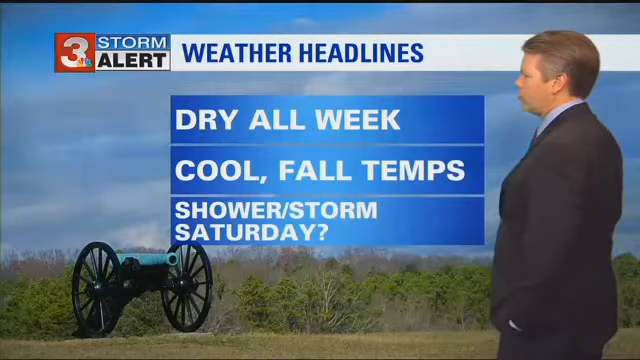 3 STORM
ALERT
WEATHER HEADLINES
DRY ALL WEEK
COOL, FALL TEMPS
SHOWER/STORM
SATURDAY?